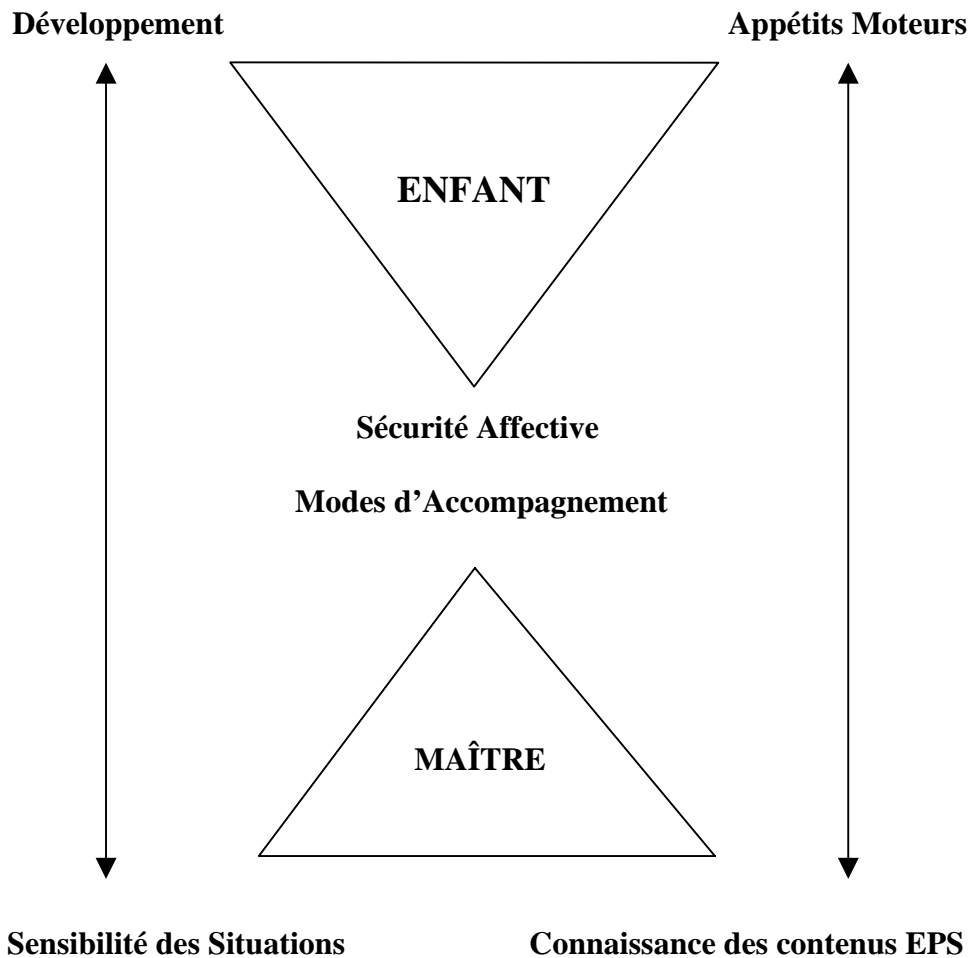 Développement
Appétits Moteurs
ENFANT
Sécurité Affective
Modes d’Accompagnement
MAÎTRE
Sensibilité des Situations
Connaissance des contenus EPS